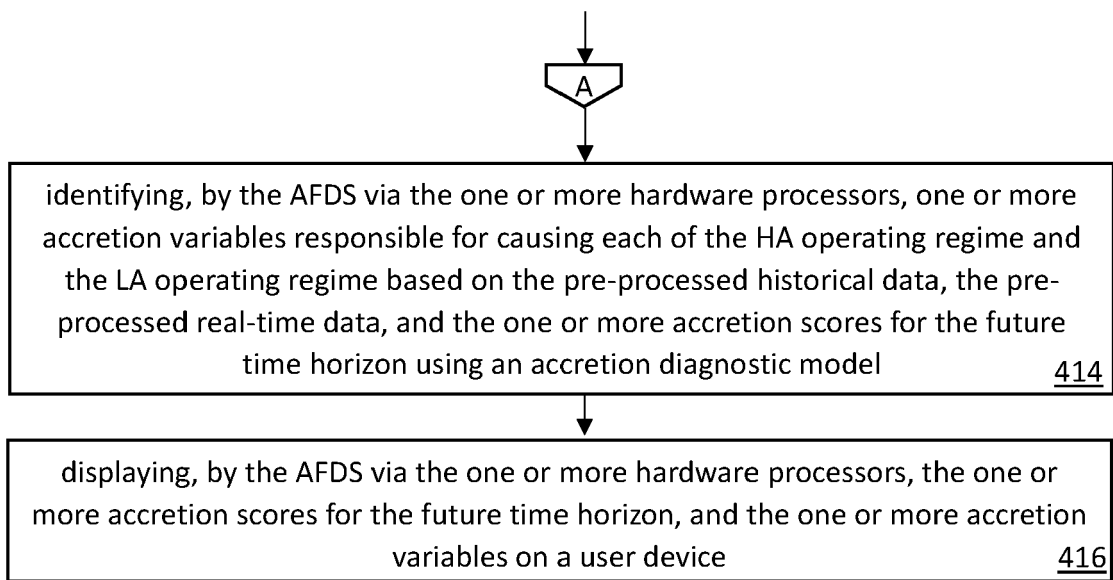 A
identifying, by the AFDS via the one or more hardware processors, one or more
accretion variables responsible for causing each of the HA operating regime and
the LA operating regime based on the pre-processed historical data, the pre-
processed real-time data, and the one or more accretion scores for the future
time horizon using an accretion diagnostic model
414
displaying, by the AFDS via the one or more hardware processors, the one or
more accretion scores for the future time horizon, and the one or more accretion
variables on a user device
416